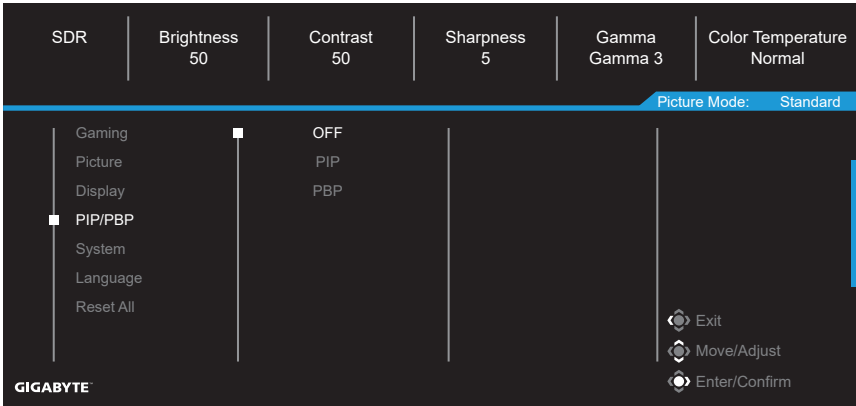 SDR Brightness Contrast Sharpness Gamma Color Temperature
50 50 5 Gamma 3 Normal
Picture Mode: Standard
Gaming OFF
Picture PIP
Display PBP
PIP/PBP
System
Language
Reset All
Exit
Move/Adjust
Enter/Confirm
GIGABYTE™